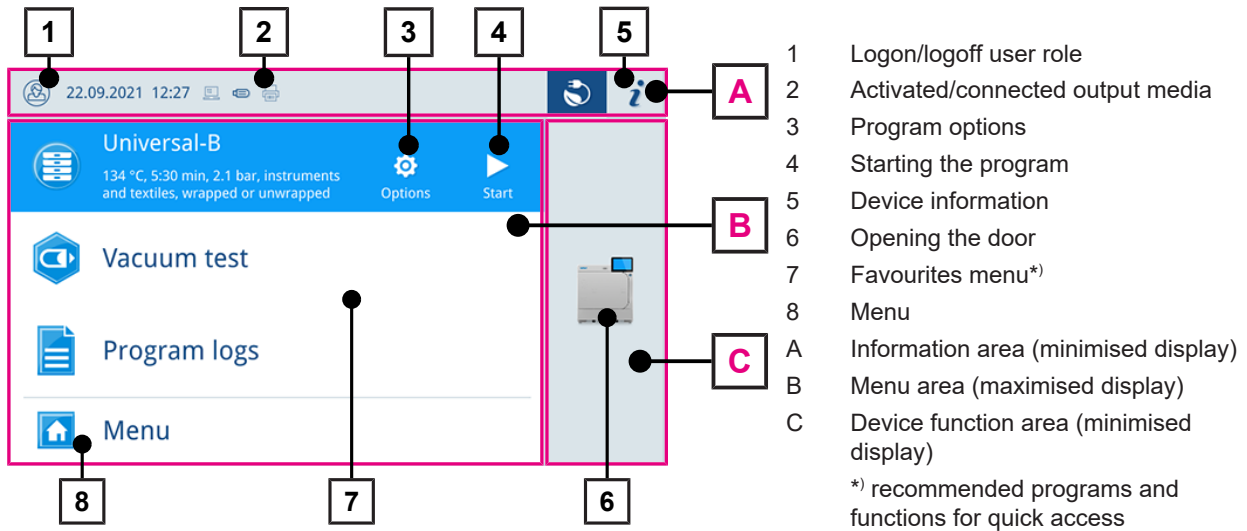 1 2 3 4 5
22.09.2021 12:27
A
Universal-B
134 °C, 5:30 min, 2.1 bar, instruments
and textiles, wrapped or unwrapped
Options
Start
B
Vacuum test
Program logs
C
Menu
8 7 6
1 Logon/logoff user role
2 Activated/connected output media
3 Program options
4 Starting the program
5 Device information
6 Opening the door
7 Favourites menu*)
8 Menu
A Information area (minimised display)
B Menu area (maximised display)
C Device function area (minimised
display)
*) recommended programs and
functions for quick access